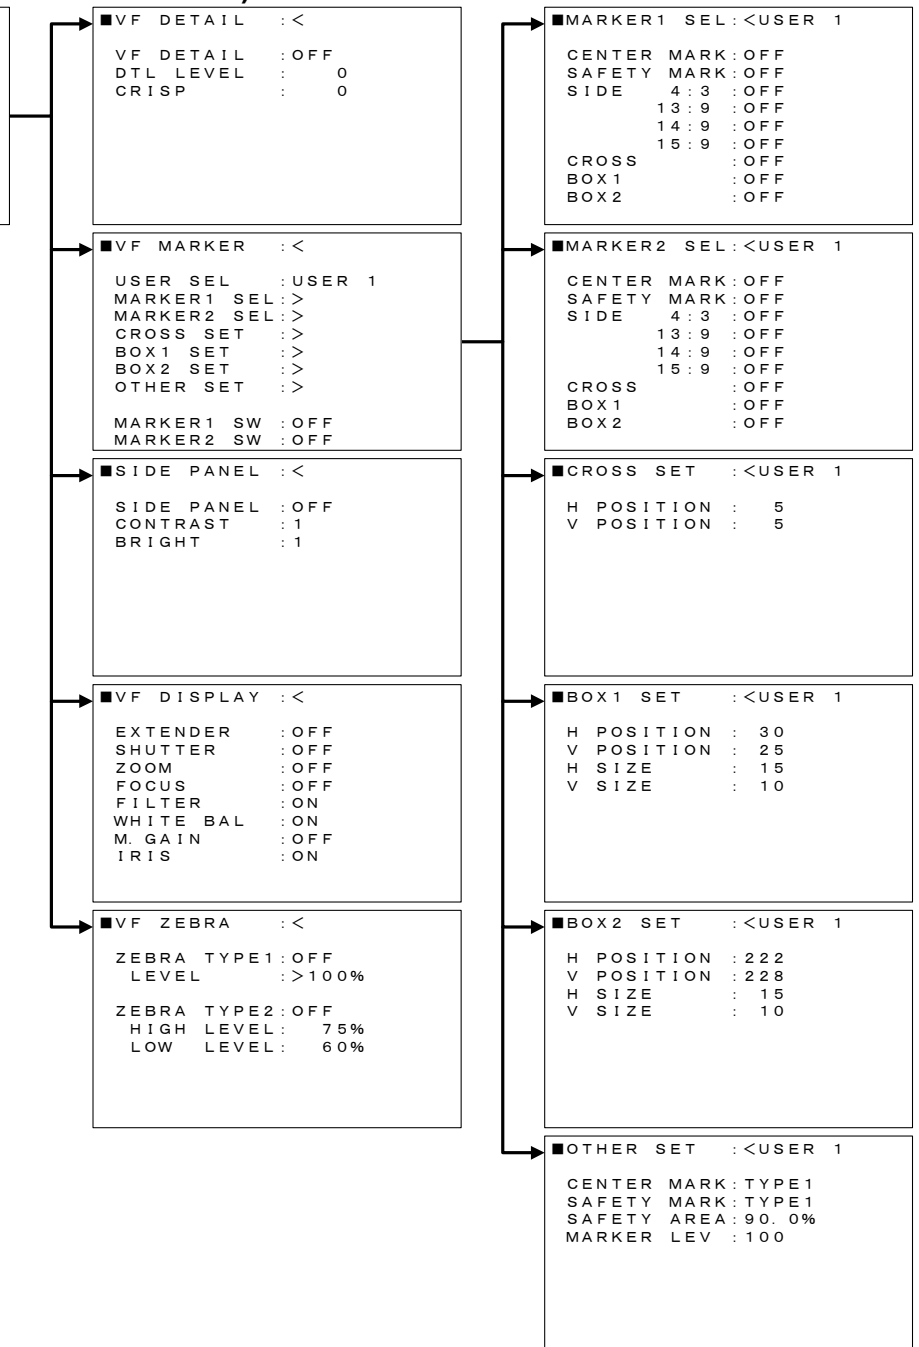 ■VF DETAIL :<
VF DETAIL :OFF
DTL LEVEL : 0
CRISP : 0
■VF MARKER :<
USER SEL :USER 1
MARKER1 SEL:>
MARKER2 SEL:>
CROSS SET :>
BOX1 SET :>
BOX2 SET :>
OTHER SET :>
MARKER1 SW :OFF
MARKER2 SW :OFF
■SIDE PANEL :<
SIDE PANEL :OFF
CONTRAST :1
BRIGHT :1
■VF DISPLAY :<
EXTENDER :OFF
SHUTTER :OFF
ZOOM :OFF
FOCUS :OFF
FILTER :ON
WHITE BAL :ON
M. GAIN :OFF
IRIS :ON
■VF ZEBRA :<
ZEBRA TYPE1:OFF
LEVEL :>100%
ZEBRA TYPE2:OFF
HIGH LEVEL: 75%
LOW LEVEL: 60%
■MARKER1 SEL:<USER 1
CENTER MARK:OFF
SAFETY MARK:OFF
SIDE 4:3 :OFF
13:9 :OFF
14:9 :OFF
15:9 :OFF
CROSS :OFF
BOX1 :OFF
BOX2 :OFF
■MARKER2 SEL:<USER 1
CENTER MARK:OFF
SAFETY MARK:OFF
SIDE 4:3 :OFF
13:9 :OFF
14:9 :OFF
15:9 :OFF
CROSS :OFF
BOX1 :OFF
BOX2 :OFF
■CROSS SET :<USER 1
H POSITION : 5
V POSITION : 5
■BOX1 SET :<USER 1
H POSITION : 30
V POSITION : 25
H SIZE : 15
V SIZE : 10
■BOX2 SET :<USER 1
H POSITION :222
V POSITION :228
H SIZE : 15
V SIZE : 10
■OTHER SET :<USER 1
CENTER MARK:TYPE1
SAFETY MARK:TYPE1
SAFETY AREA:90. 0%
MARKER LEV :100